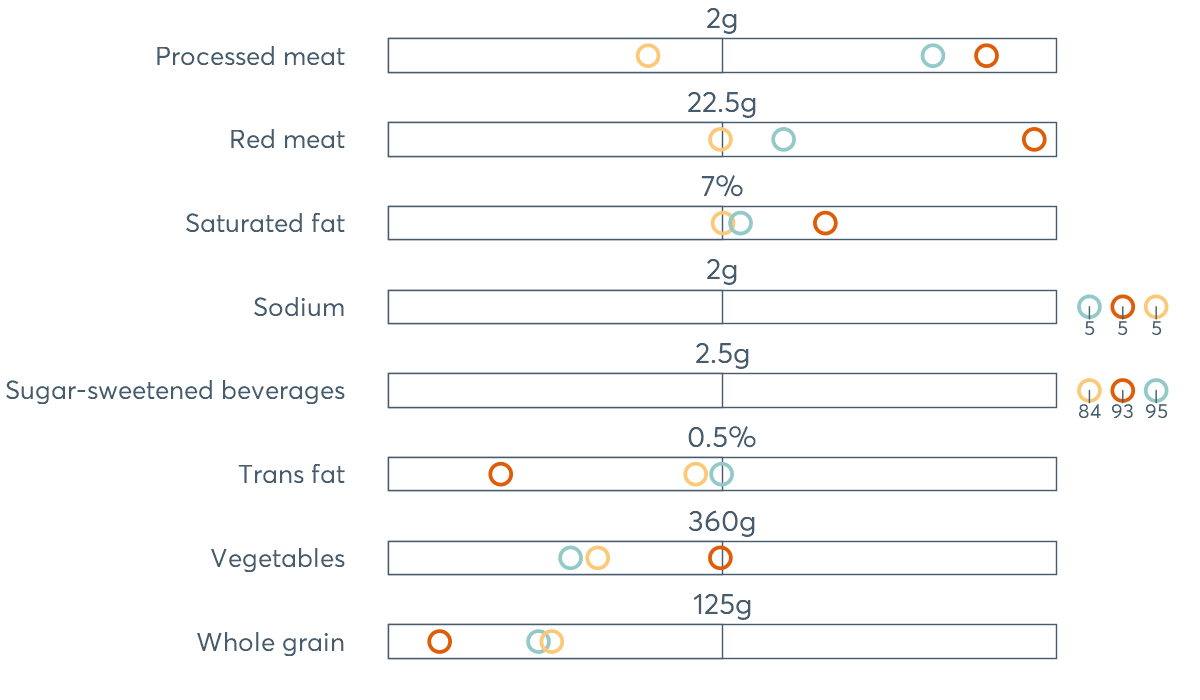 2g
Processed meat
22.5g
Red meat
7%
Saturated fat
2g
Sodium
5 5 5
2.5g
Sugar-sweetened beverages
84 93 95
0.5%
Trans fat
360g
Vegetables
125g
Whole grain